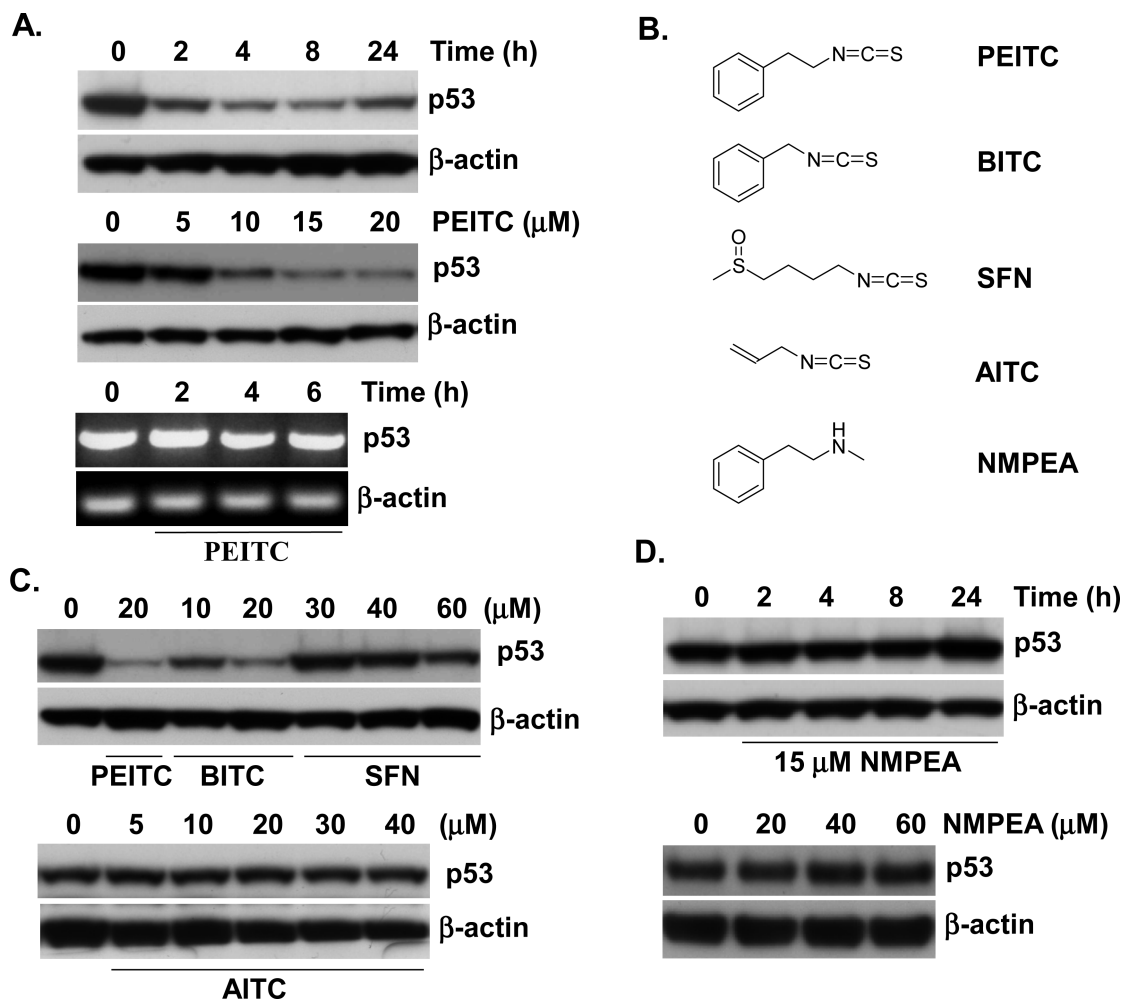 A.
0 2 4 8 24 Time (h)
p53
β-actin
0 5 10 15 20 PEITC (μM)
p53
β-actin
0 2 4 6 Time (h)
p53
β-actin
PEITC
B.
N=C=S PEITC
N=C=S BITC
O
S
N=C=S SFN
N=C=S AITC
H
N NMPEA
C.
0 20 10 20 30 40 60 (μM)
p53
β-actin
PEITC BITC SFN
0 5 10 20 30 40 (μM)
p53
β-actin
AITC
D.
0 2 4 8 24 Time (h)
p53
β-actin
15 μM NMPEA
0 20 40 60 NMPEA (μM)
p53
β-actin